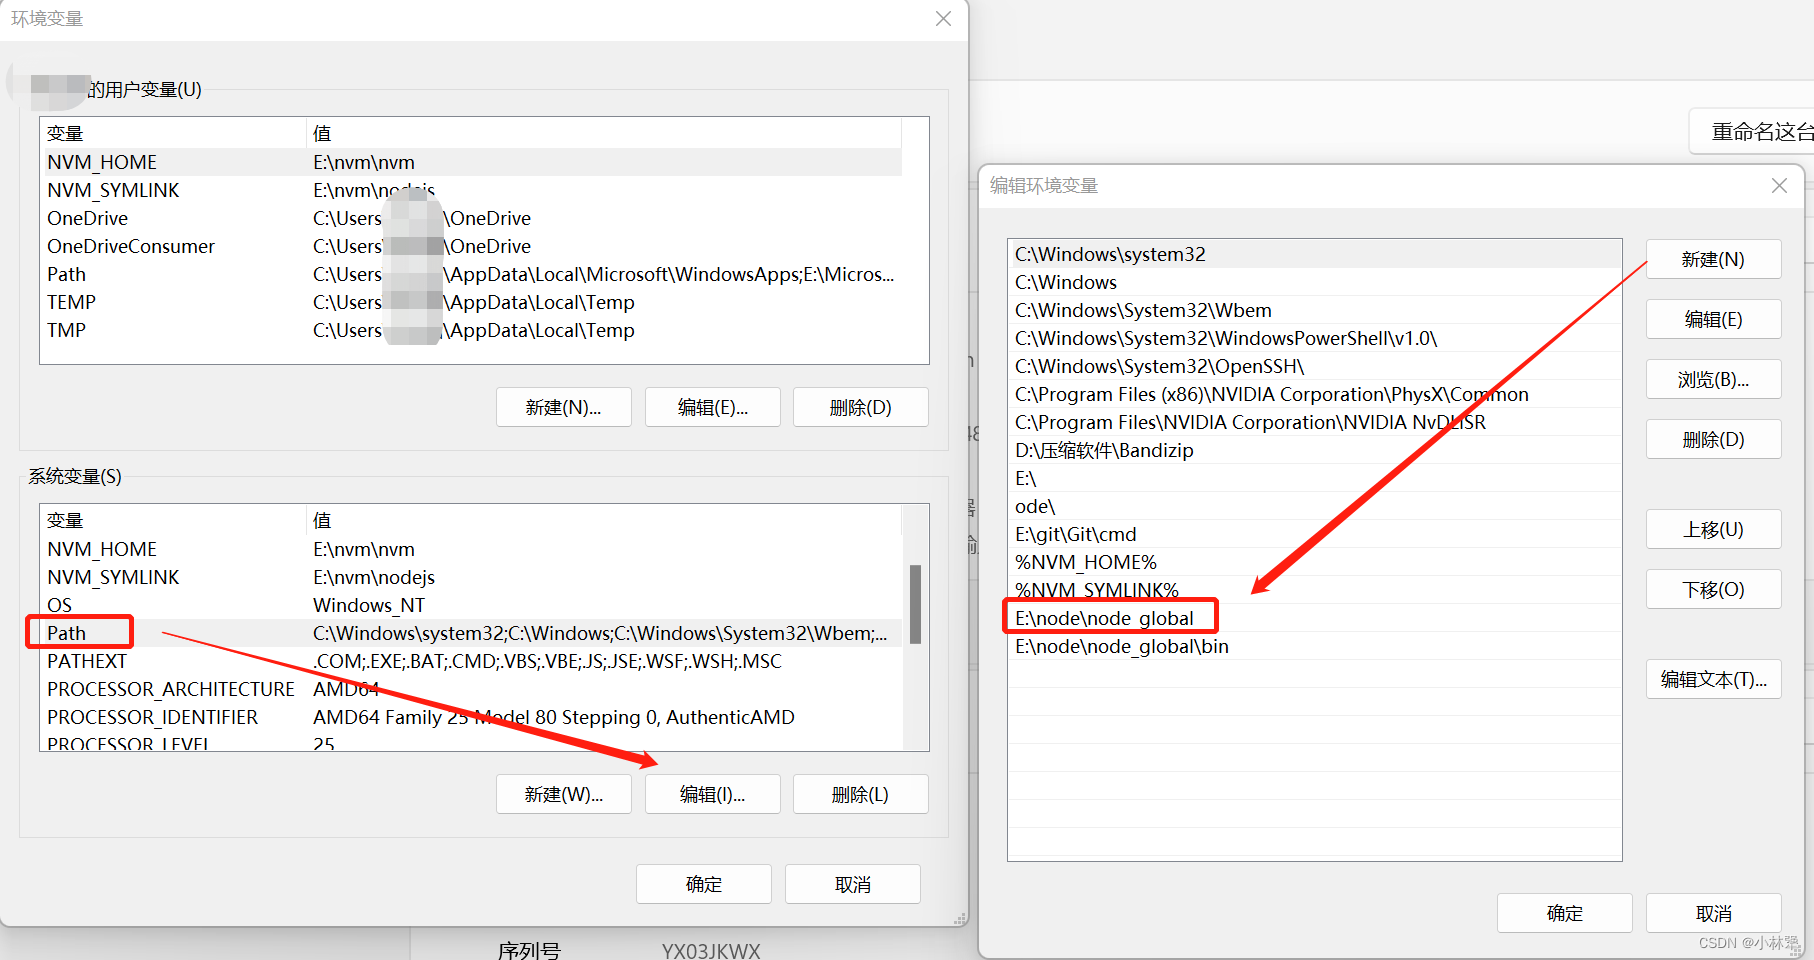 环境变量
的用户变量(U)
变量 值
NVM_HOME E:\nvm\nvm
NVM_SYMLINK E:\nvm\nodejs
OneDrive C:\Users \OneDrive
OneDriveConsumer C:\Users \OneDrive
Path C:\Users \AppData\Local\Microsoft\WindowsApps;E:\Micros...
TEMP C:\Users \AppData\Local\Temp
TMP C:\Users \AppData\Local\Temp
新建(N)... 编辑(E)... 删除(D)
系统变量(S)
变量 值
NVM_HOME E:\nvm\nvm
NVM_SYMLINK E:\nvm\nodejs
OS Windows_NT
Path C:\Windows\system32;C:\Windows;C:\Windows\System32\Wbem;...
PATHEXT .COM;.EXE;.BAT;.CMD;.VBS;.VBE;.JS;.JSE;.WSF;.WSH;.MSC
PROCESSOR_ARCHITECTURE AMD64
PROCESSOR_IDENTIFIER AMD64 Family 25 Model 80 Stepping 0, AuthenticAMD
PROCESSOR_LEVEL 25
新建(W)... 编辑(I)... 删除(L)
确定 取消
序列号 YX03JKWX
重命名这台
编辑环境变量
C:\Windows\system32
C:\Windows
C:\Windows\System32\Wbem
C:\Windows\System32\WindowsPowerShell\v1.0\
C:\Windows\System32\OpenSSH\
C:\Program Files (x86)\NVIDIA Corporation\PhysX\Common
C:\Program Files\NVIDIA Corporation\NVIDIA NvDLISR
D:\压缩软件\Bandizip
E:\
ode\
E:\git\Git\cmd
%NVM_HOME%
%NVM_SYMLINK%
E:\node\node_global
E:\node\node_global\bin
新建(N)
编辑(E)
浏览(B)...
删除(D)
上移(U)
下移(O)
编辑文本(T)...
确定 取消
CSDN @小林